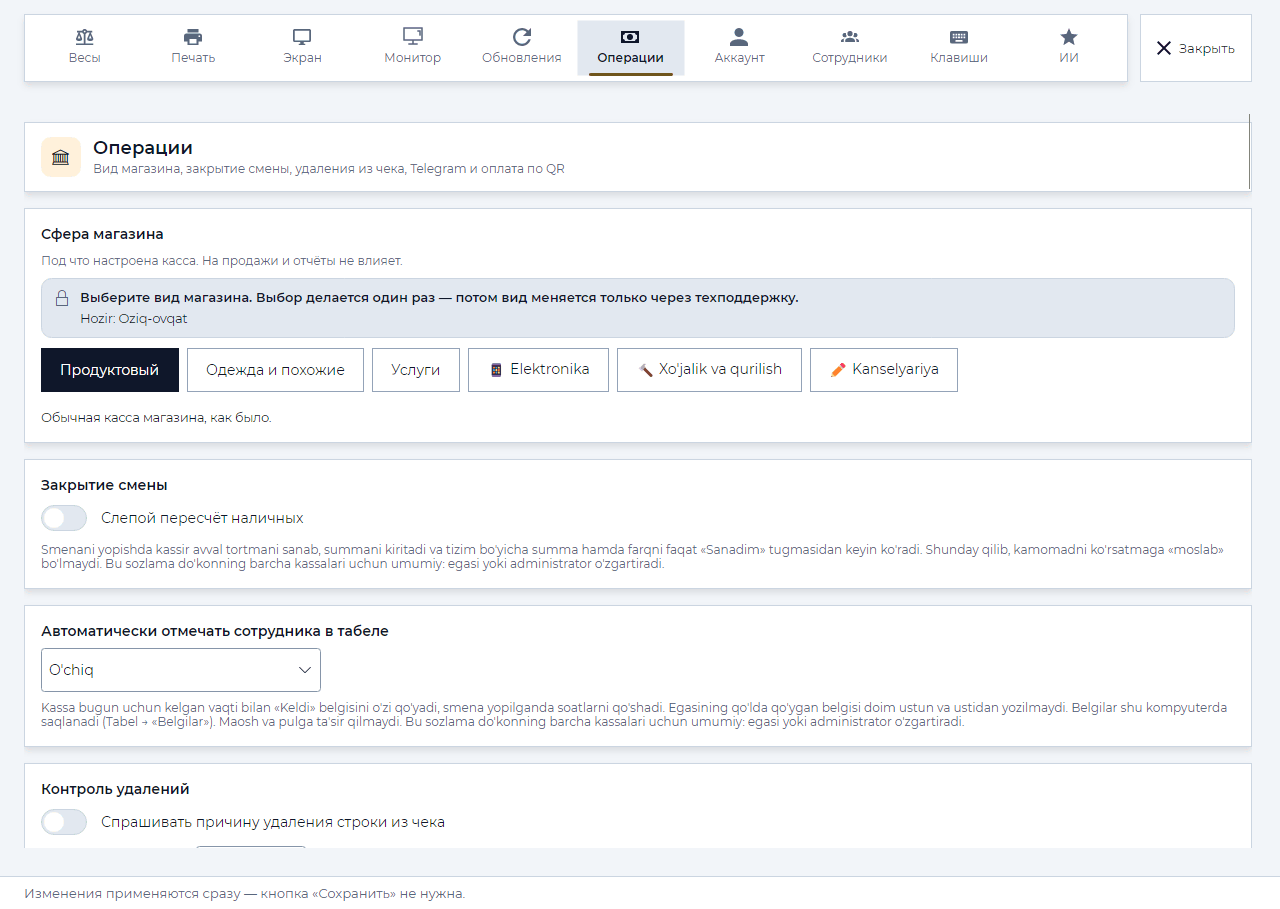 Весы
Печать
Экран
Монитор
Обновления
Операции
Аккаунт
Сотрудники
Клавиши
ИИ
Закрыть
Операции
Вид магазина, закрытие смены, удаления из чека, Telegram и оплата по QR
Сфера магазина
Под что настроена касса. На продажи и отчёты не влияет.
Выберите вид магазина. Выбор делается один раз — потом вид меняется только через техподдержку.
Hozir: Oziq-ovqat
Продуктовый
Одежда и похожие
Услуги
Elektronika
Xo'jalik va qurilish
Kanselyariya
Обычная касса магазина, как было.
Закрытие смены
Слепой пересчёт наличных
Smenani yopishda kassir avval tortmani sanab, summani kiritadi va tizim bo'yicha summa hamda farqni faqat «Sanadim» tugmasidan keyin ko'radi. Shunday qilib, kamomadni ko'rsatmaga «moslab»
bo'lmaydi. Bu sozlama do'konning barcha kassalari uchun umumiy: egasi yoki administrator o'zgartiradi.
Автоматически отмечать сотрудника в табеле
O'chiq
Kassa bugun uchun kelgan vaqti bilan «Keldi» belgisini o'zi qo'yadi, smena yopilganda soatlarni qo'shadi. Egasining qo'lda qo'ygan belgisi doim ustun va ustidan yozilmaydi. Belgilar shu kompyuterda
saqlanadi (Tabel → «Belgilar»). Maosh va pulga ta'sir qilmaydi. Bu sozlama do'konning barcha kassalari uchun umumiy: egasi yoki administrator o'zgartiradi.
Контроль удалений
Спрашивать причину удаления строки из чека
Изменения применяются сразу — кнопка «Сохранить» не нужна.